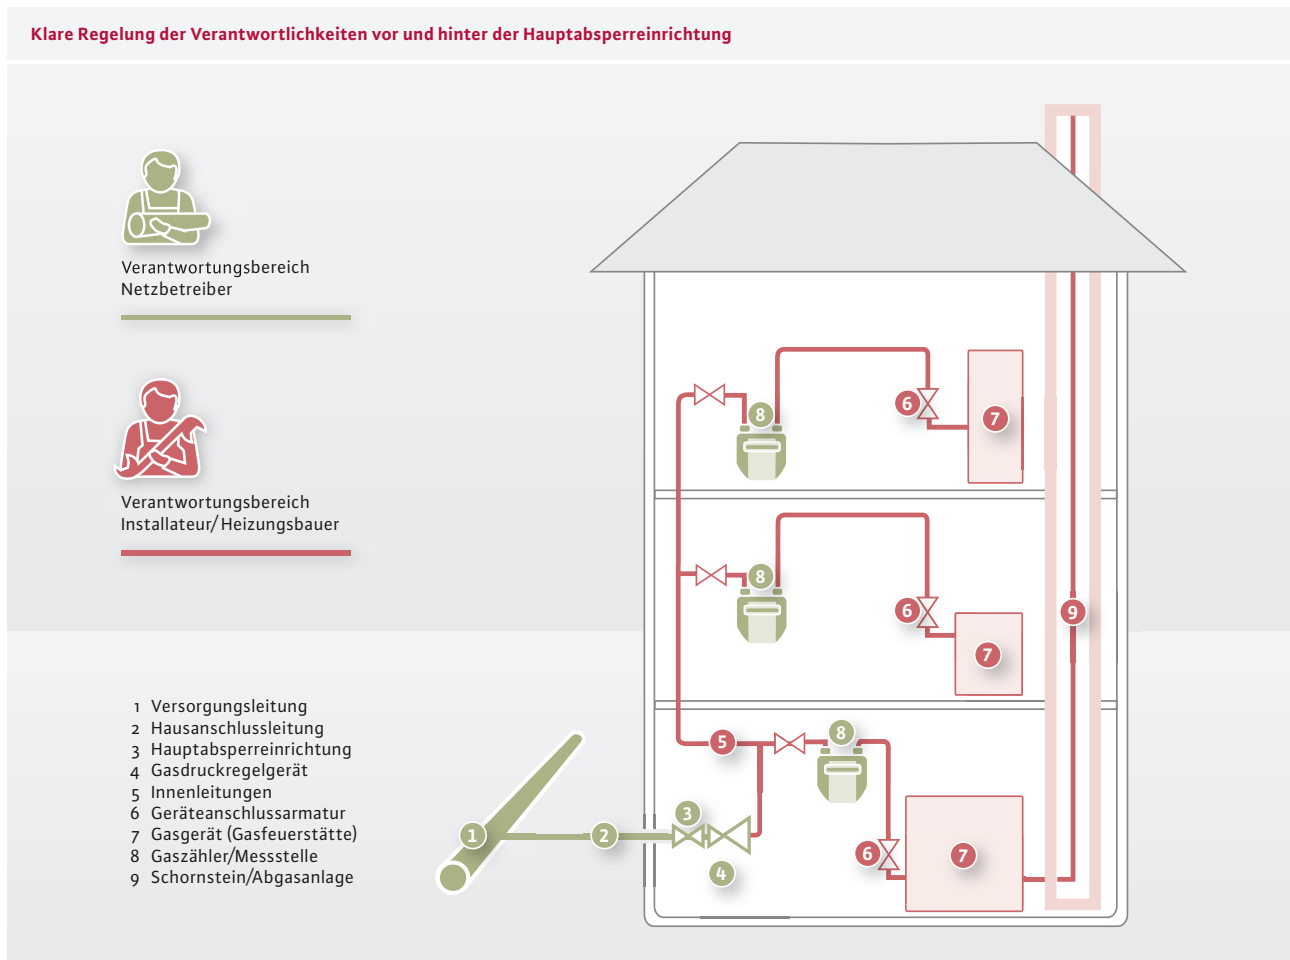 Klare Regelung der Verantwortlichkeiten vor und hinter der Hauptabsperreinrichtung
Verantwortungsbereich
Netzbetreiber
Verantwortungsbereich
Installateur/Heizungsbauer
1 Versorgungsleitung
2 Hausanschlussleitung
3 Hauptabsperreinrichtung
4 Gasdruckregelgerät
5 Innenleitungen
6 Geräteanschlussarmatur
7 Gasgerät (Gasfeuerstätte)
8 Gaszähler/Messstelle
9 Schornstein/Abgasanlage
8
6
7
8
6
7
9
5
8
1
2
3
4
6
7